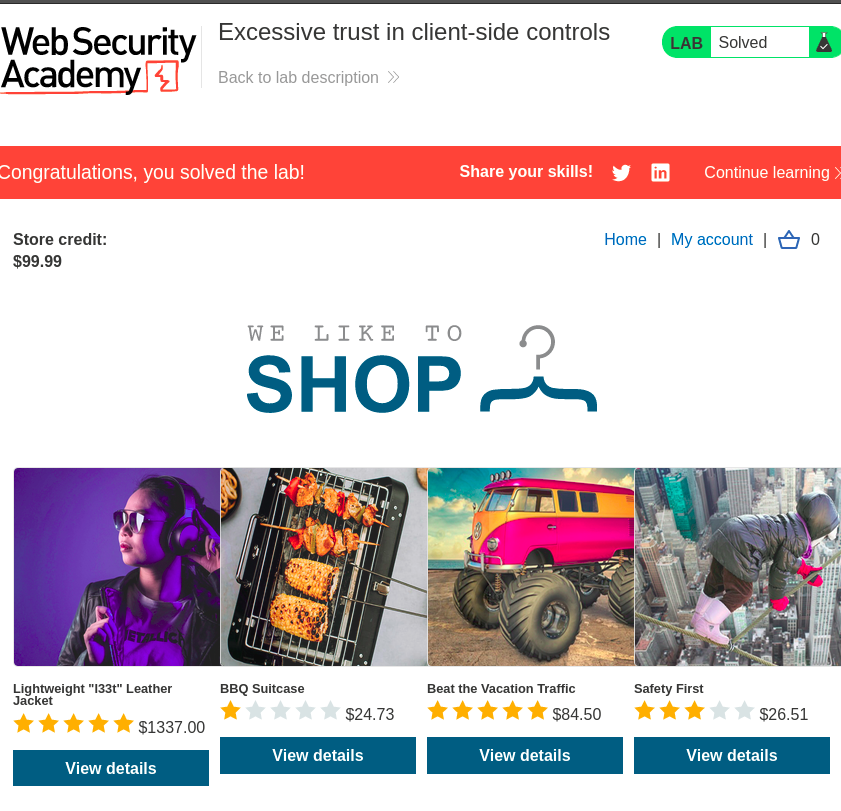 Web Security
Academy
Excessive trust in client-side controls
Back to lab description
LAB Solved
Congratulations, you solved the lab!
Share your skills!
Continue learning
Store credit:
$99.99
Home | My account | 0
WE LIKE TO
SHOP
Lightweight "l33t" Leather
Jacket
$1337.00
View details
BBQ Suitcase
$24.73
View details
Beat the Vacation Traffic
$84.50
View details
Safety First
$26.51
View details